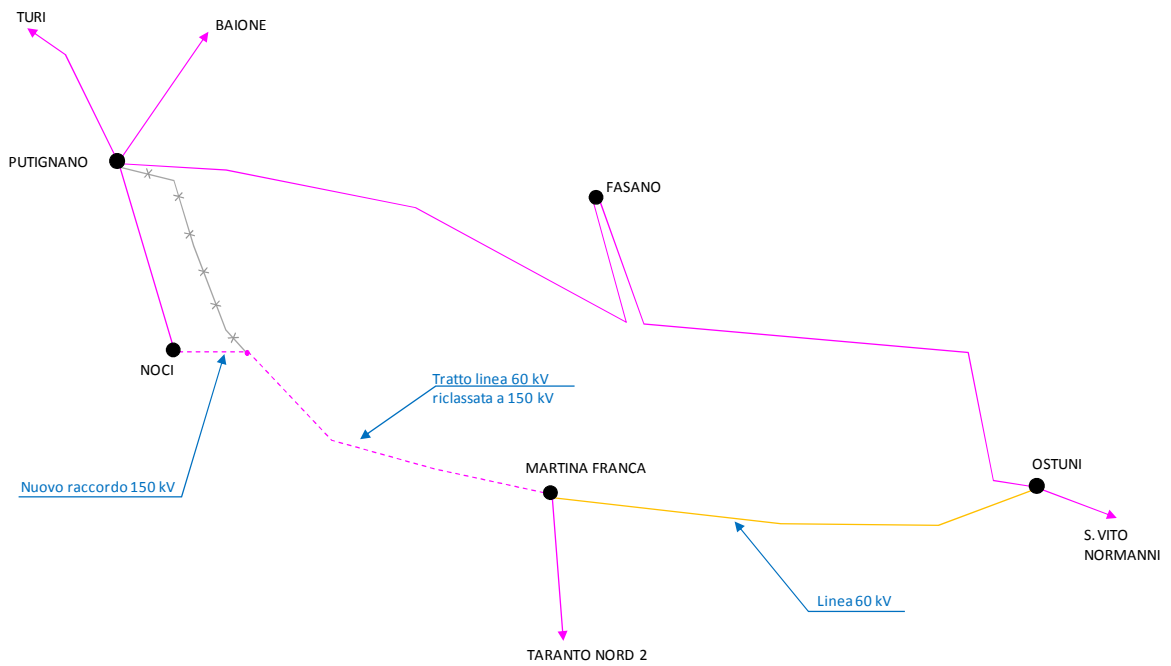 TURI
BAIONE
PUTIGNANO
FASANO
NOCI
Tratto linea 60 kV
riclassata a 150 kV
MARTINA FRANCA
OSTUNI
Nuovo raccordo 150 kV
S. VITO
NORMANNI
Linea 60 kV
TARANTO NORD 2